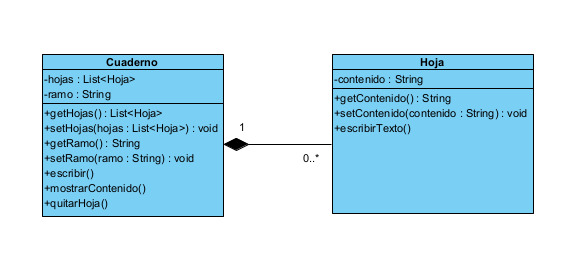 Cuaderno
-hojas : List<Hoja>
-ramo : String
+getHojas() : List<Hoja>
+setHojas(hojas : List<Hoja>) : void
+getRamo() : String
+setRamo(ramo : String) : void
+escribir()
+mostrarContenido()
+quitarHoja()
1
0..*
Hoja
-contenido : String
+getContenido() : String
+setContenido(contenido : String) : void
+escribirTexto()